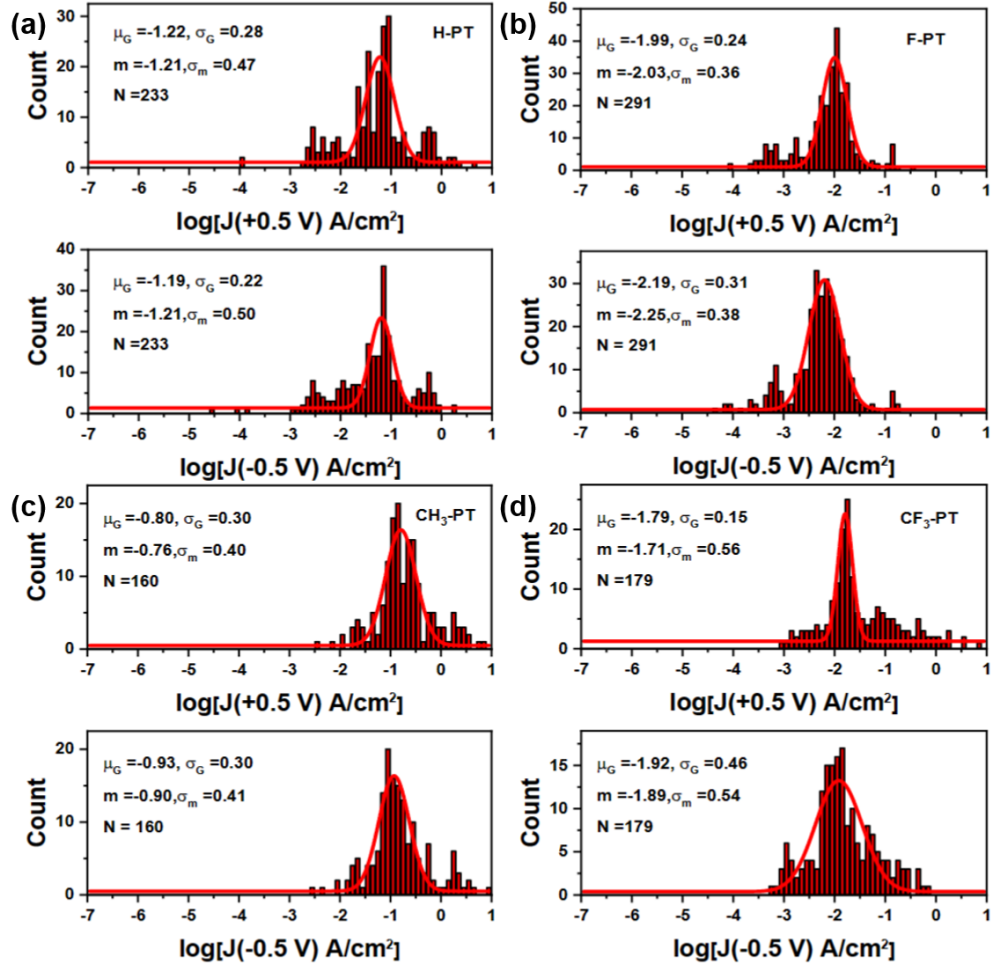 (a)
H-PT
μG =-1.22, σG =0.28
m =-1.21,σm =0.47
N =233
Count
30
20
10
0
-7 -6 -5 -4 -3 -2 -1 0 1
log[J(+0.5 V) A/cm²]
μG =-1.19, σG =0.22
m =-1.21,σm =0.50
N =233
Count
40
30
20
10
0
-7 -6 -5 -4 -3 -2 -1 0 1
log[J(-0.5 V) A/cm²]
(b)
F-PT
μG =-1.99, σG =0.24
m =-2.03,σm =0.36
N =291
Count
50
40
30
20
10
0
-7 -6 -5 -4 -3 -2 -1 0 1
log[J(+0.5 V) A/cm²]
μG =-2.19, σG =0.31
m =-2.25,σm =0.38
N = 291
Count
30
20
10
0
-7 -6 -5 -4 -3 -2 -1 0 1
log[J(-0.5 V) A/cm²]
(c)
CH₃-PT
μG =-0.80, σG =0.30
m =-0.76,σm =0.40
N =160
Count
20
10
0
-7 -6 -5 -4 -3 -2 -1 0 1
log[J(+0.5 V) A/cm²]
μG =-0.93, σG =0.30
m =-0.90,σm =0.41
N = 160
Count
20
10
0
-7 -6 -5 -4 -3 -2 -1 0 1
log[J(-0.5 V) A/cm²]
(d)
CF₃-PT
μG =-1.79, σG =0.15
m =-1.71,σm =0.56
N =179
Count
20
10
0
-7 -6 -5 -4 -3 -2 -1 0 1
log[J(+0.5 V) A/cm²]
μG =-1.92, σG =0.46
m =-1.89,σm =0.54
N =179
Count
15
10
5
0
-7 -6 -5 -4 -3 -2 -1 0 1
log[J(-0.5 V) A/cm²]